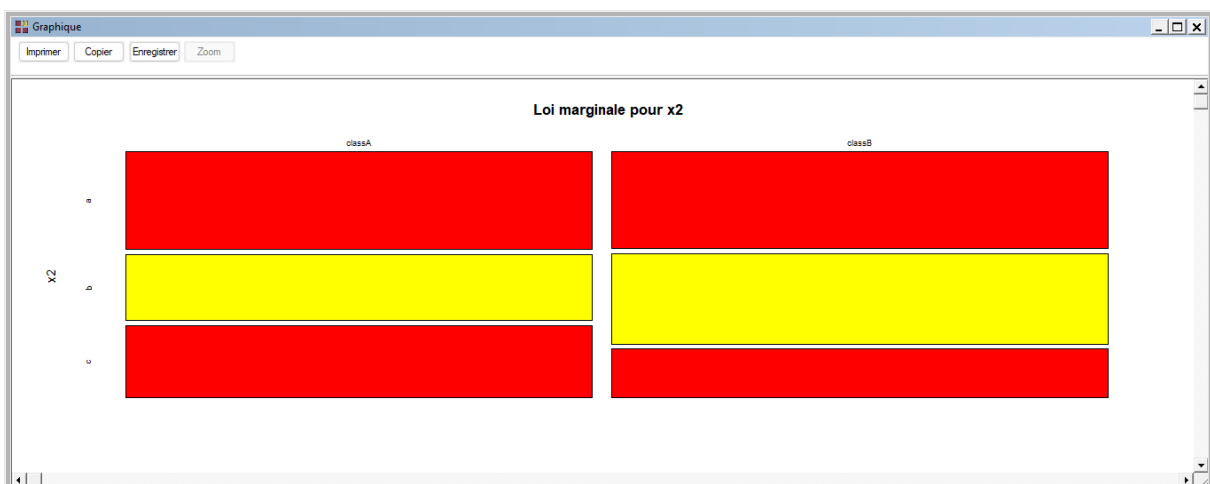 Graphique
Imprimer Copier Enregistrer Zoom
Loi marginale pour x2
classA classB
a
x2
b
c